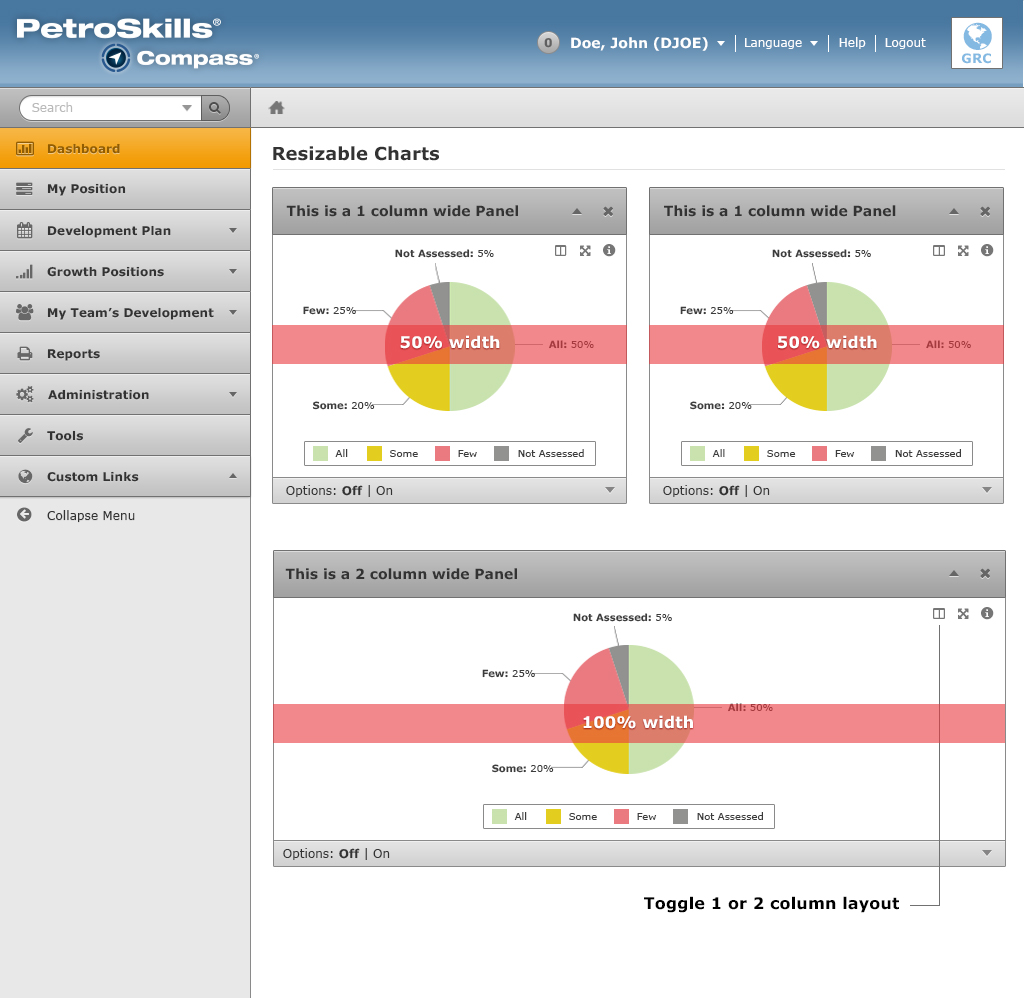 PetroSkills®
Compass
0 Doe, John (DJOE) Language Help Logout
GRC
Search
Dashboard
My Position
Development Plan
Growth Positions
My Team's Development
Reports
Administration
Tools
Custom Links
Collapse Menu
Resizable Charts
This is a 1 column wide Panel
Not Assessed: 5%
Few: 25%
50% width
All: 50%
Some: 20%
All Some Few Not Assessed
Options: Off | On
This is a 1 column wide Panel
Not Assessed: 5%
Few: 25%
50% width
All: 50%
Some: 20%
All Some Few Not Assessed
Options: Off | On
This is a 2 column wide Panel
Not Assessed: 5%
Few: 25%
All: 50%
100% width
Some: 20%
All Some Few Not Assessed
Options: Off | On
Toggle 1 or 2 column layout